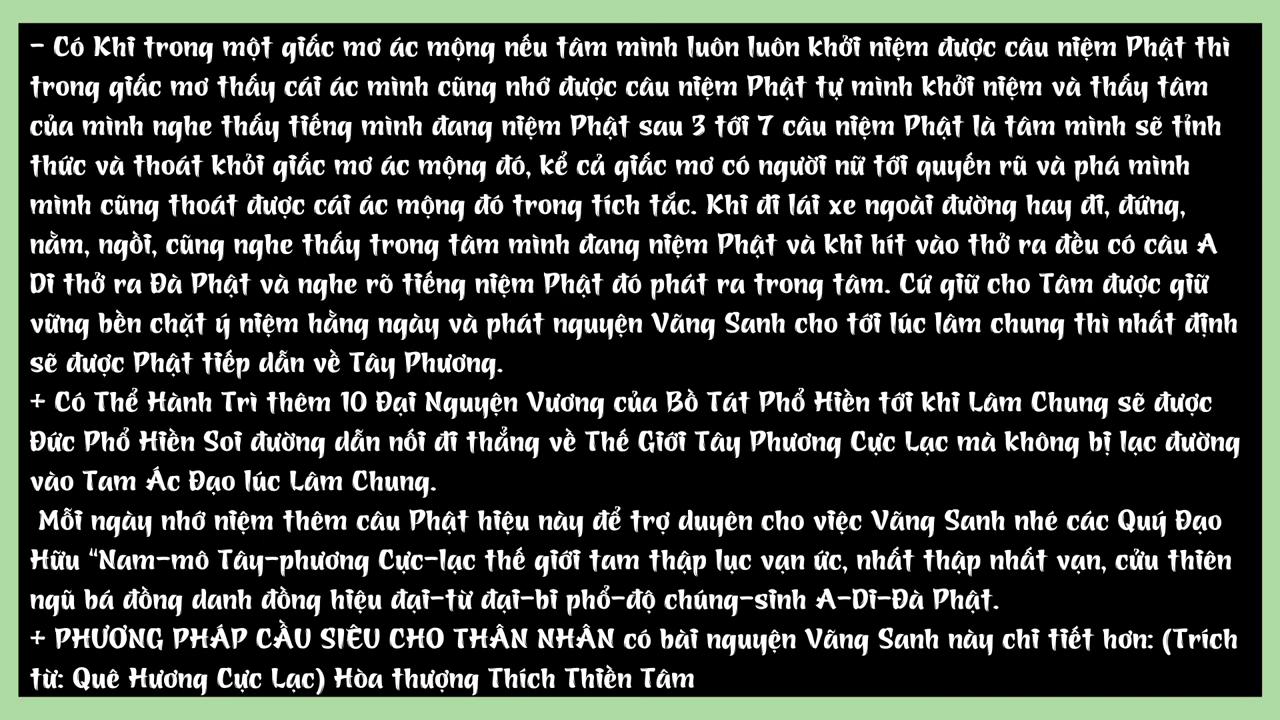 - Có Khi trong một giấc mơ ác mộng nếu tâm mình luôn luôn khởi niệm được câu niệm Phật thì
trong giấc mơ thấy cái ác mình cũng nhớ được câu niệm Phật tự mình khởi niệm và thấy tâm
của mình nghe thấy tiếng mình đang niệm Phật sau 3 tới 7 câu niệm Phật là tâm mình sẽ tỉnh
thức và thoát khỏi giấc mơ ác mộng đó, kể cả giấc mơ có người nữ tới quyến rũ và phá mình
mình cũng thoát được cái ác mộng đó trong tích tắc. Khi đi lái xe ngoài đường hay đi, đứng,
nằm, ngồi, cũng nghe thấy trong tâm mình đang niệm Phật và khi hít vào thở ra đều có câu A
Di thở ra Đà Phật và nghe rõ tiếng niệm Phật đó phát ra trong tâm. Cứ giữ cho Tâm được giữ
vững bền chặt ý niệm hằng ngày và phát nguyện Vãng Sanh cho tới lúc lâm chung thì nhất định
sẽ được Phật tiếp dẫn về Tây Phương.
+ Có Thể Hành Trì thêm 10 Đại Nguyện Vương của Bồ Tát Phổ Hiền tới khi Lâm Chung sẽ được
Đức Phổ Hiền Soi đường dẫn nối đi thẳng về Thế Giới Tây Phương Cực Lạc mà không bị lạc đường
vào Tam Ác Đạo lúc Lâm Chung.
Mỗi ngày nhớ niệm thêm câu Phật hiệu này để trợ duyên cho việc Vãng Sanh nhé các Quý Đạo
Hữu "Nam-mô Tây-phương Cực-lạc thế giới tam thập lục vạn ức, nhất thập nhất vạn, cửu thiên
ngũ bá đồng danh đồng hiệu đại-từ đại-bi phổ-độ chúng-sinh A-Di-Đà Phật.
+ PHƯƠNG PHÁP CẦU SIÊU CHO THÂN NHÂN có bài nguyện Vãng Sanh này chi tiết hơn: (Trích
từ: Quê Hương Cực Lạc) Hòa thượng Thích Thiền Tâm